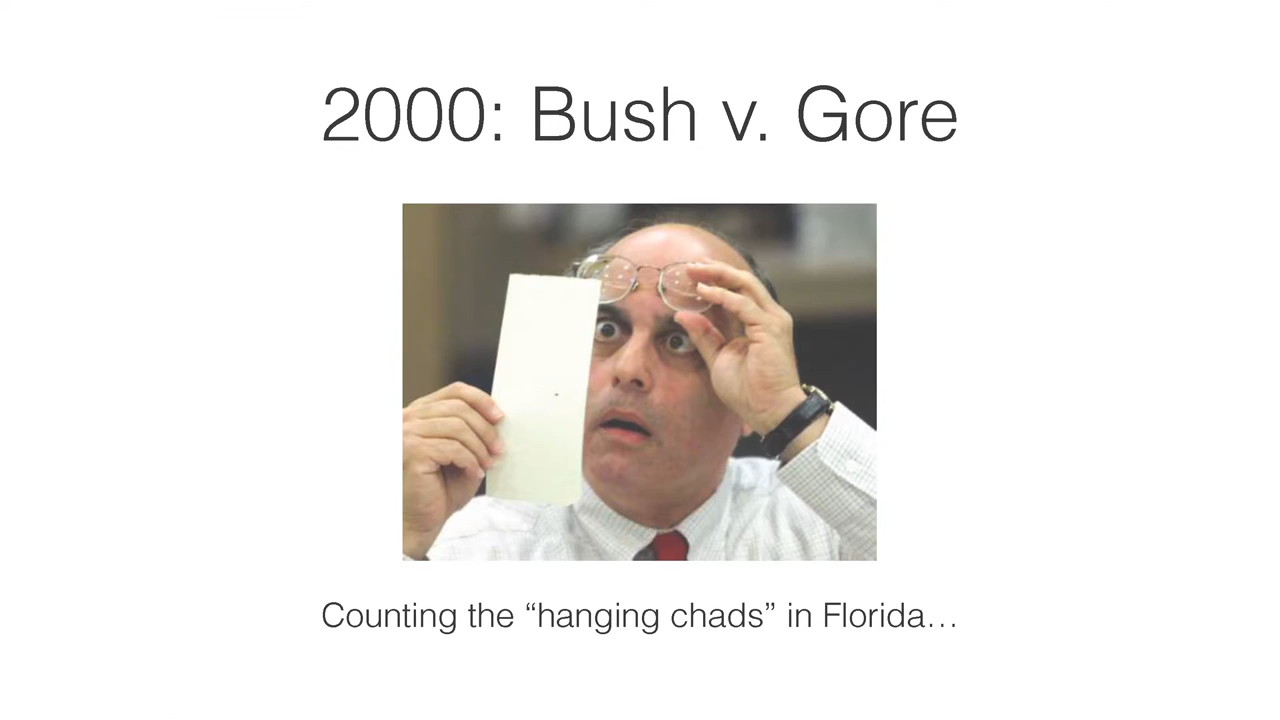 2000: Bush v. Gore
Counting the “hanging chads” in Florida…